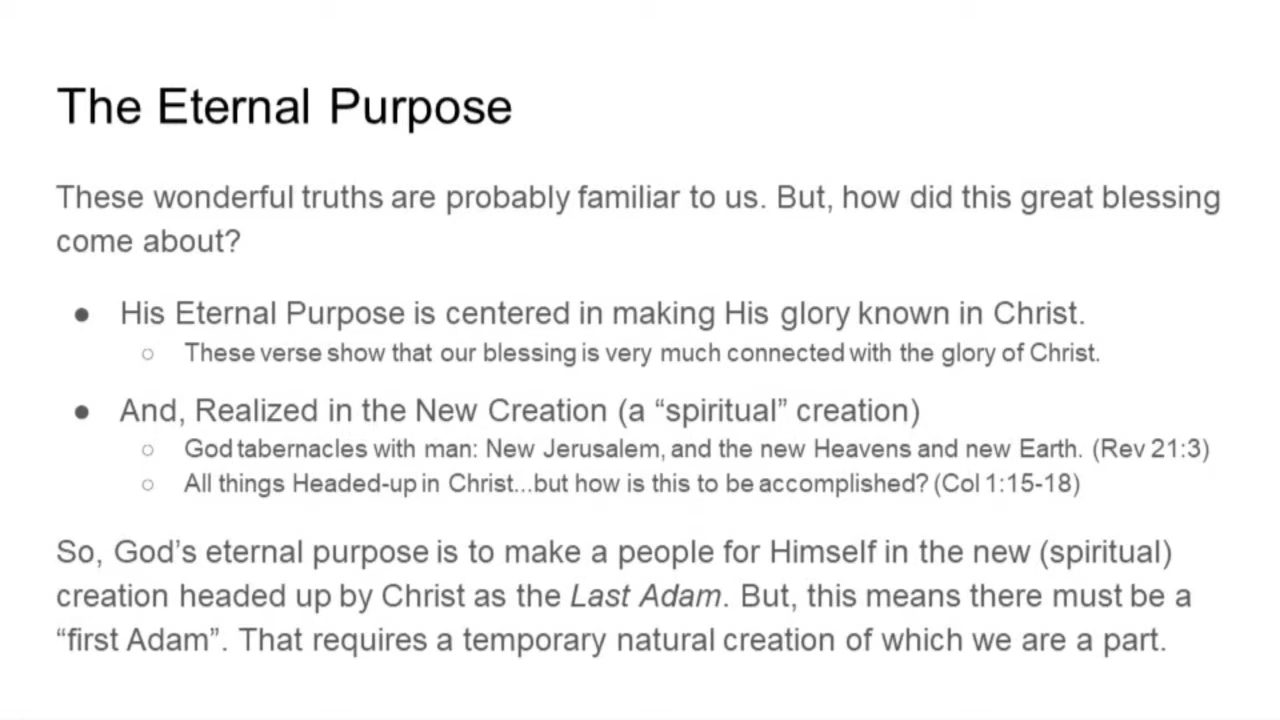 The Eternal Purpose
These wonderful truths are probably familiar to us. But, how did this great blessing
come about?
● His Eternal Purpose is centered in making His glory known in Christ.
○ These verse show that our blessing is very much connected with the glory of Christ.
● And, Realized in the New Creation (a “spiritual” creation)
○ God tabernacles with man: New Jerusalem, and the new Heavens and new Earth. (Rev 21:3)
○ All things Headed-up in Christ...but how is this to be accomplished? (Col 1:15-18)
So, God’s eternal purpose is to make a people for Himself in the new (spiritual)
creation headed up by Christ as the Last Adam. But, this means there must be a
“first Adam”. That requires a temporary natural creation of which we are a part.